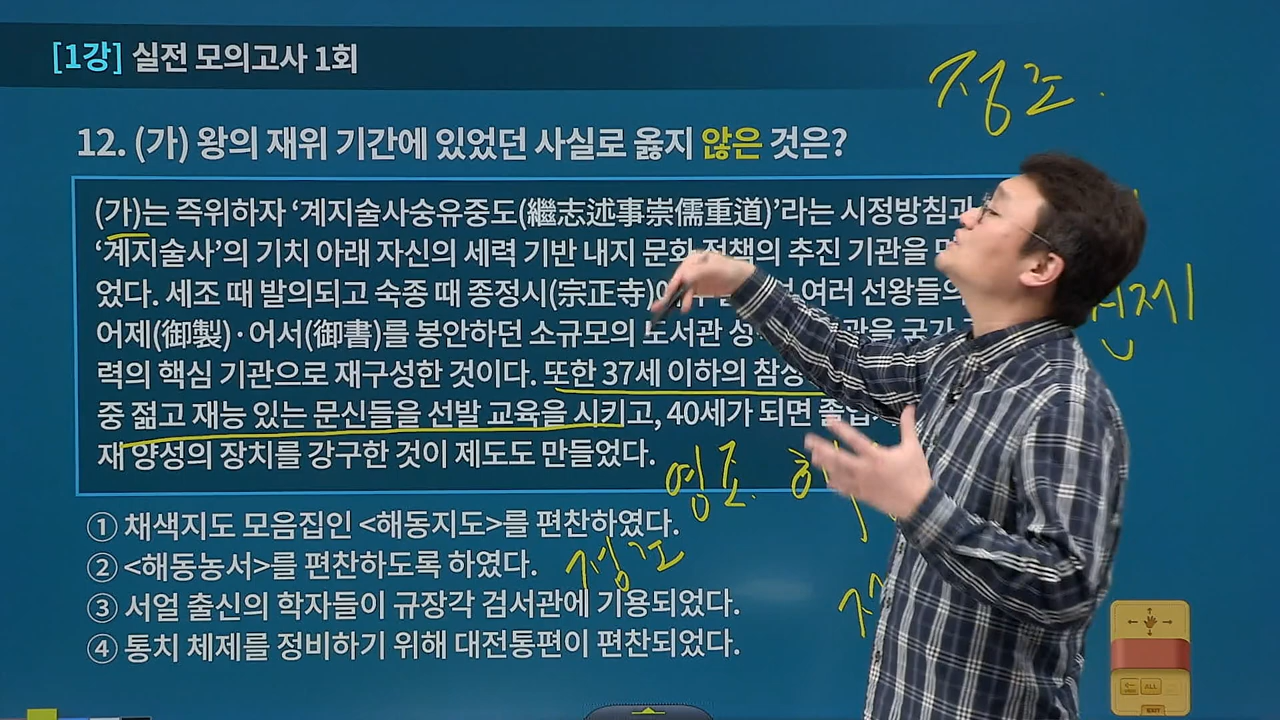 [1강] 실전 모의고사 1회
정조.
12. (가) 왕의 재위 기간에 있었던 사실로 옳지 않은 것은?
(가)는 즉위하자 ‘계지술사숭유중도(繼志述事崇儒重道)’라는 시정방침과
‘계지술사’의 기치 아래 자신의 세력 기반 내지 문화 정책의 추진 기관을
었다. 세조 때 발의되고 숙종 때 종정시(宗正寺)에 여러 선왕들의
어제(御製)·어서(御書)를 봉안하던 소규모의 도서관
력의 핵심 기관으로 재구성한 것이다. 또한 37세 이하의
중 젊고 재능 있는 문신들을 선발 교육을 시키고, 40세가 되면
재 양성의 장치를 강구한 것이 제도도 만들었다.
영조.
① 채색지도 모음집인 <해동지도>를 편찬하였다.
② <해동농서>를 편찬하도록 하였다. 정조
③ 서얼 출신의 학자들이 규장각 검서관에 기용되었다.
④ 통치 체제를 정비하기 위해 대전통편이 편찬되었다.
ALL
EXIT